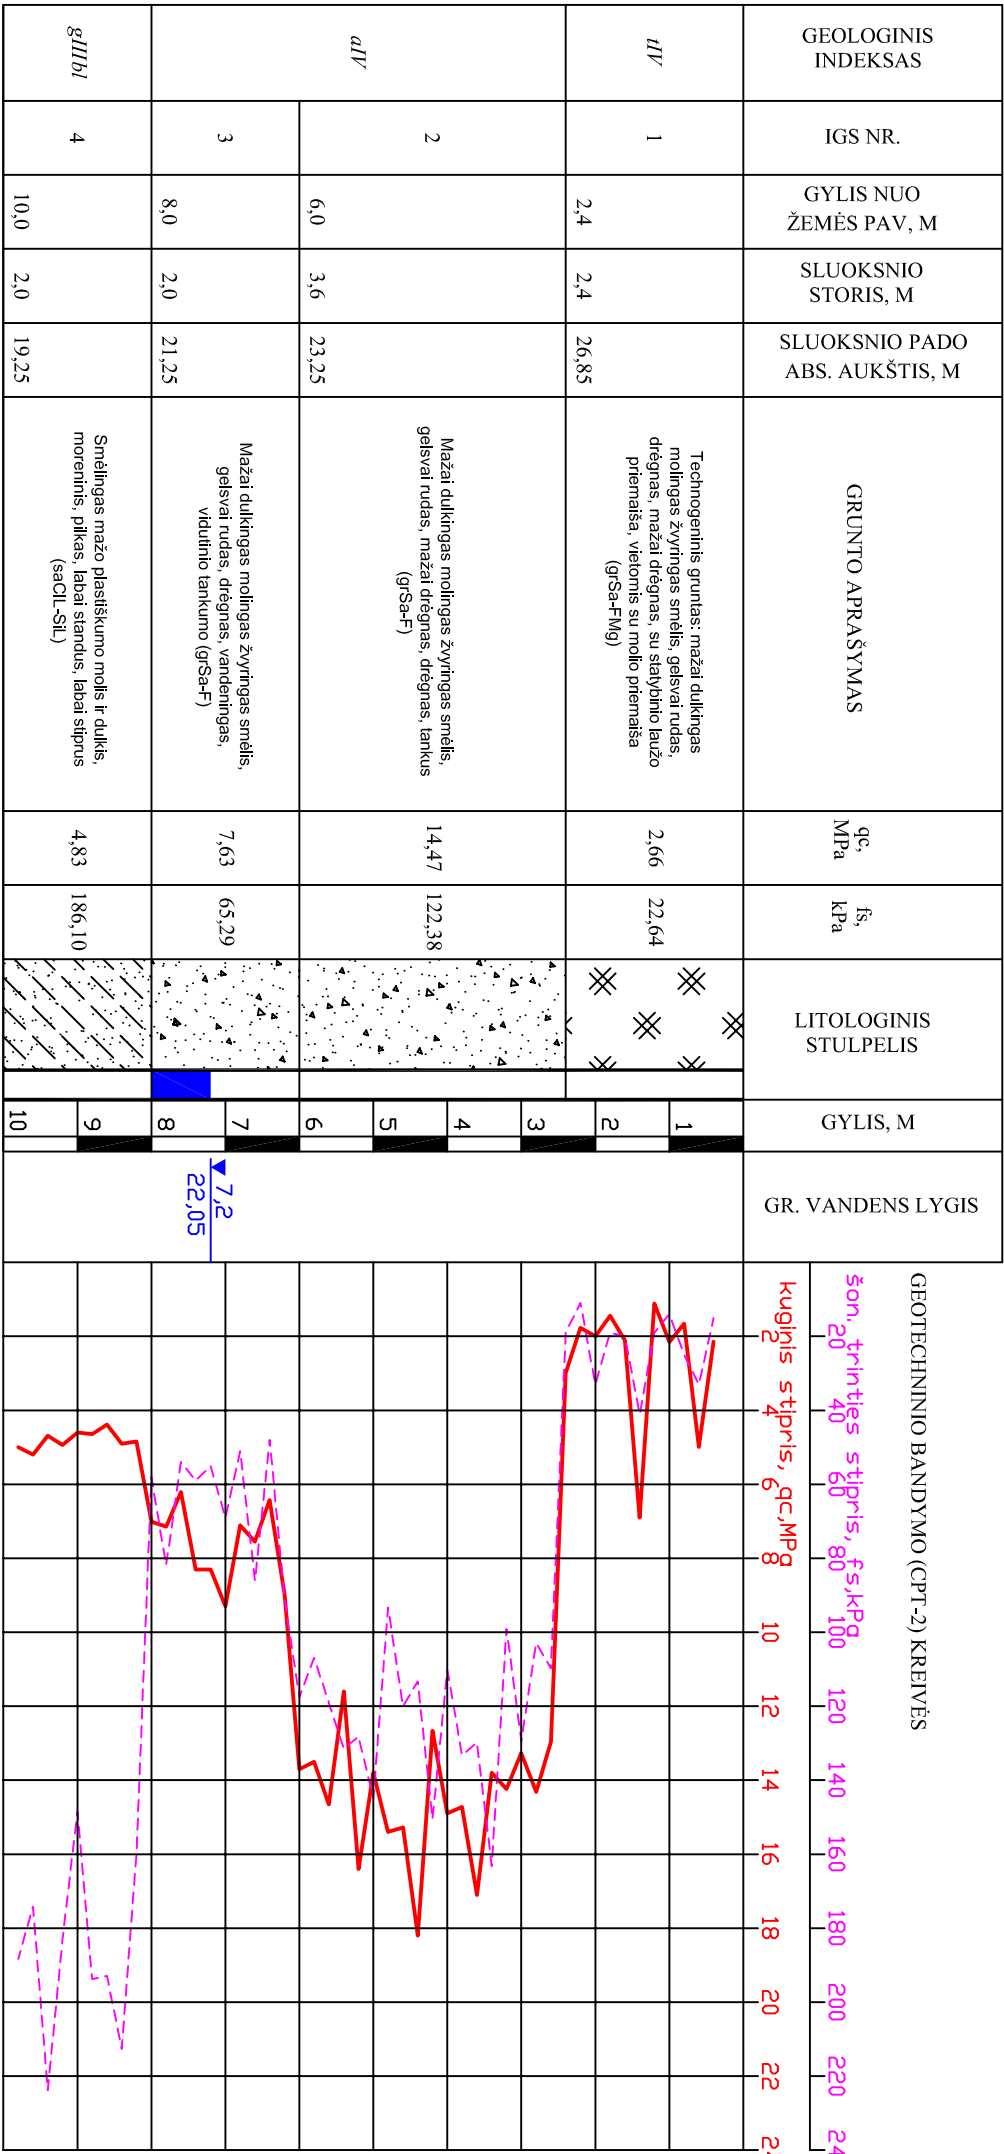 GEOLOGINIS
INDEKSAS
IGS NR.
GYLIS NUO
ŽEMĖS PAV, M
SLUOKSNIO
STORIS, M
SLUOKSNIO PADO
ABS. AUKŠTIS, M
GRUNTO APRAŠYMAS
qc,
MPa
fs,
kPa
LITOLOGINIS
STULPELIS
GYLIS, M
GR. VANDENS LYGIS
GEOTECHNINIO BANDYMO (CPT-2) KREIVĖS
tIV
1
2,4
2,4
26,85
Technogeninis gruntas: mažai dulkingas
molingas žvyringas smėlis, gelsvai rudas,
drėgnas, mažai drėgnas, su statybinio laužo
priemaiša, vietomis su molio priemaiša
(grSa-FMg)
2,66
22,64
aIV
2
6,0
3,6
23,25
Mažai dulkingas molingas žvyringas smėlis,
gelsvai rudas, mažai drėgnas, drėgnas, tankus
(grSa-F)
14,47
122,38
3
8,0
2,0
21,25
Mažai dulkingas molingas žvyringas smėlis,
gelsvai rudas, drėgnas, vandeningas,
vidutinio tankumo (grSa-F)
7,63
65,29
gIIIbl
4
10,0
2,0
19,25
Smėlingas mažo plastiškumo molis ir dulkis,
moreninis, pilkas, labai standus, labai stiprus
(saClL-SiL)
4,83
186,10
1
2
3
4
5
6
7
8
9
10
7,2
22,05
šon. trinties stipris, fs,kPa
20 40 60 80 100 120 140 160 180 200 220 24
kuginis stipris, qc,MPa
2 4 6 8 10 12 14 16 18 20 22